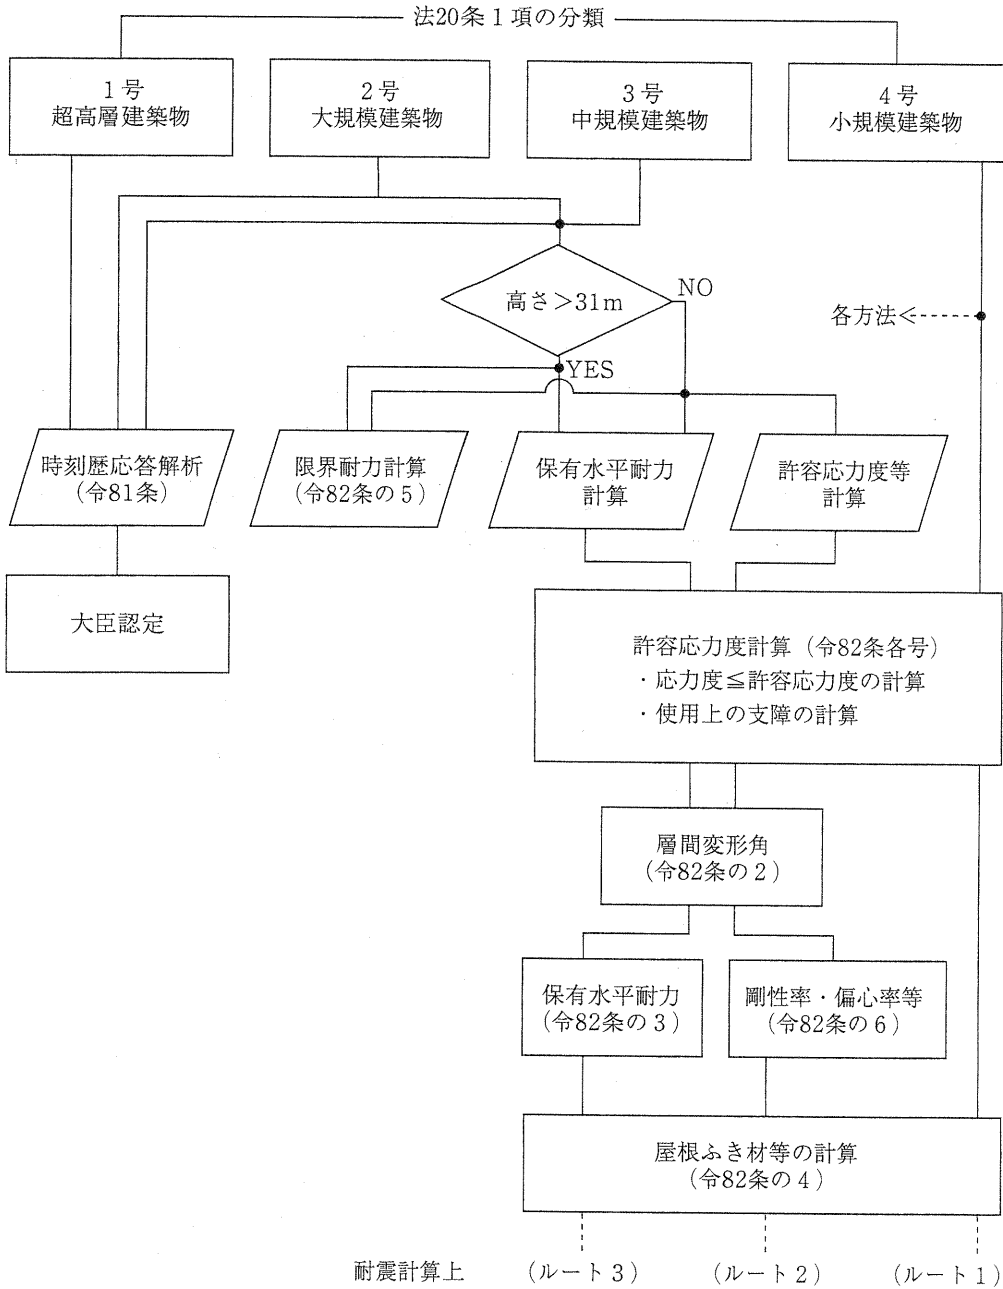 法20条1項の分類
1号
超高層建築物
2号
大規模建築物
3号
中規模建築物
4号
小規模建築物
高さ＞31m
NO
YES
各方法
時刻歴応答解析
(令81条)
限界耐力計算
(令82条の5)
保有水平耐力
計算
許容応力度等
計算
大臣認定
許容応力度計算(令82条各号)
・応力度≦許容応力度の計算
・使用上の支障の計算
層間変形角
(令82条の2)
保有水平耐力
(令82条の3)
剛性率・偏心率等
(令82条の6)
屋根ふき材等の計算
(令82条の4)
耐震計算上 (ルート3) (ルート2) (ルート1)